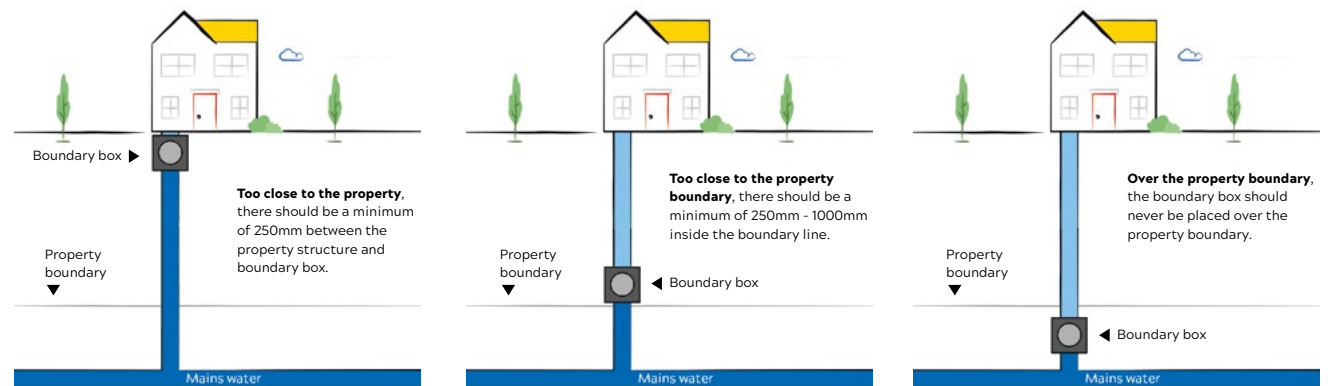 Boundary box
Too close to the property,
there should be a minimum
of 250mm between the
property structure and
boundary box.
Property
boundary
Mains water
Too close to the property
boundary, there should be a
minimum of 250mm - 1000mm
inside the boundary line.
Property
boundary
Boundary box
Mains water
Over the property boundary,
the boundary box should
never be placed over the
property boundary.
Property
boundary
Boundary box
Mains water